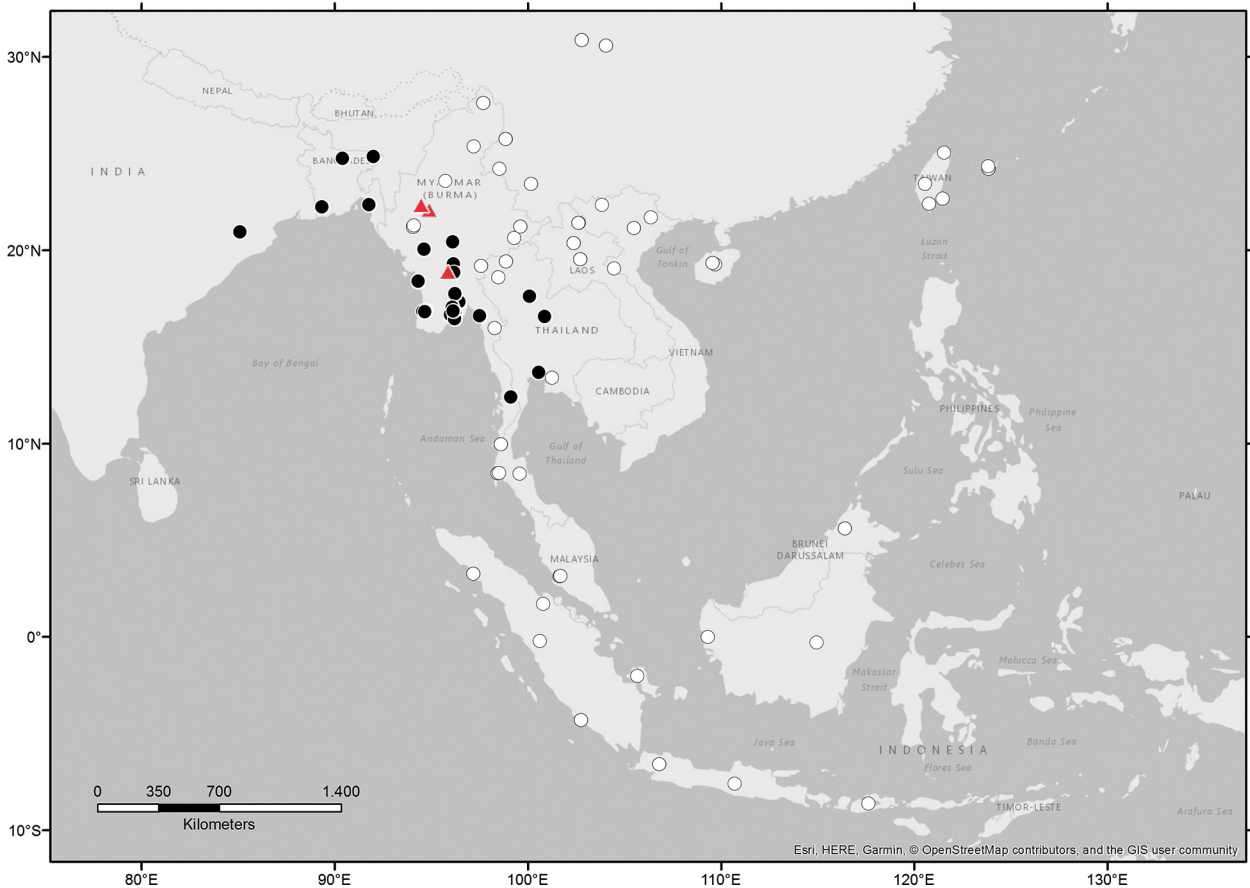 30°N
NEPAL
BHUTAN
INDIA
TAIWAN
MYANMAR
(BURMA)
20°N
Luzon
Strait
Gulf of
Tonkin
LAOS
THAILAND
Bay of Bengal
VIETNAM
CAMBODIA
PHILIPPINES
Philippine
Sea
10°N
Andaman Sea
Gulf of
Thailand
Sulu Sea
SRI LANKA
PALAU
BRUNEI
DARUSSALAM
MALAYSIA
Celebes Sea
0°
Molucca Sea
Makassar
Strait
Java Sea
INDONESIA
Banda Sea
Flores Sea
0 350 700 1.400
Kilometers
TIMOR-LESTE
Arafura Sea
10°S
Esri, HERE, Garmin, © OpenStreetMap contributors, and the GIS user community
80°E 90°E 100°E 110°E 120°E 130°E